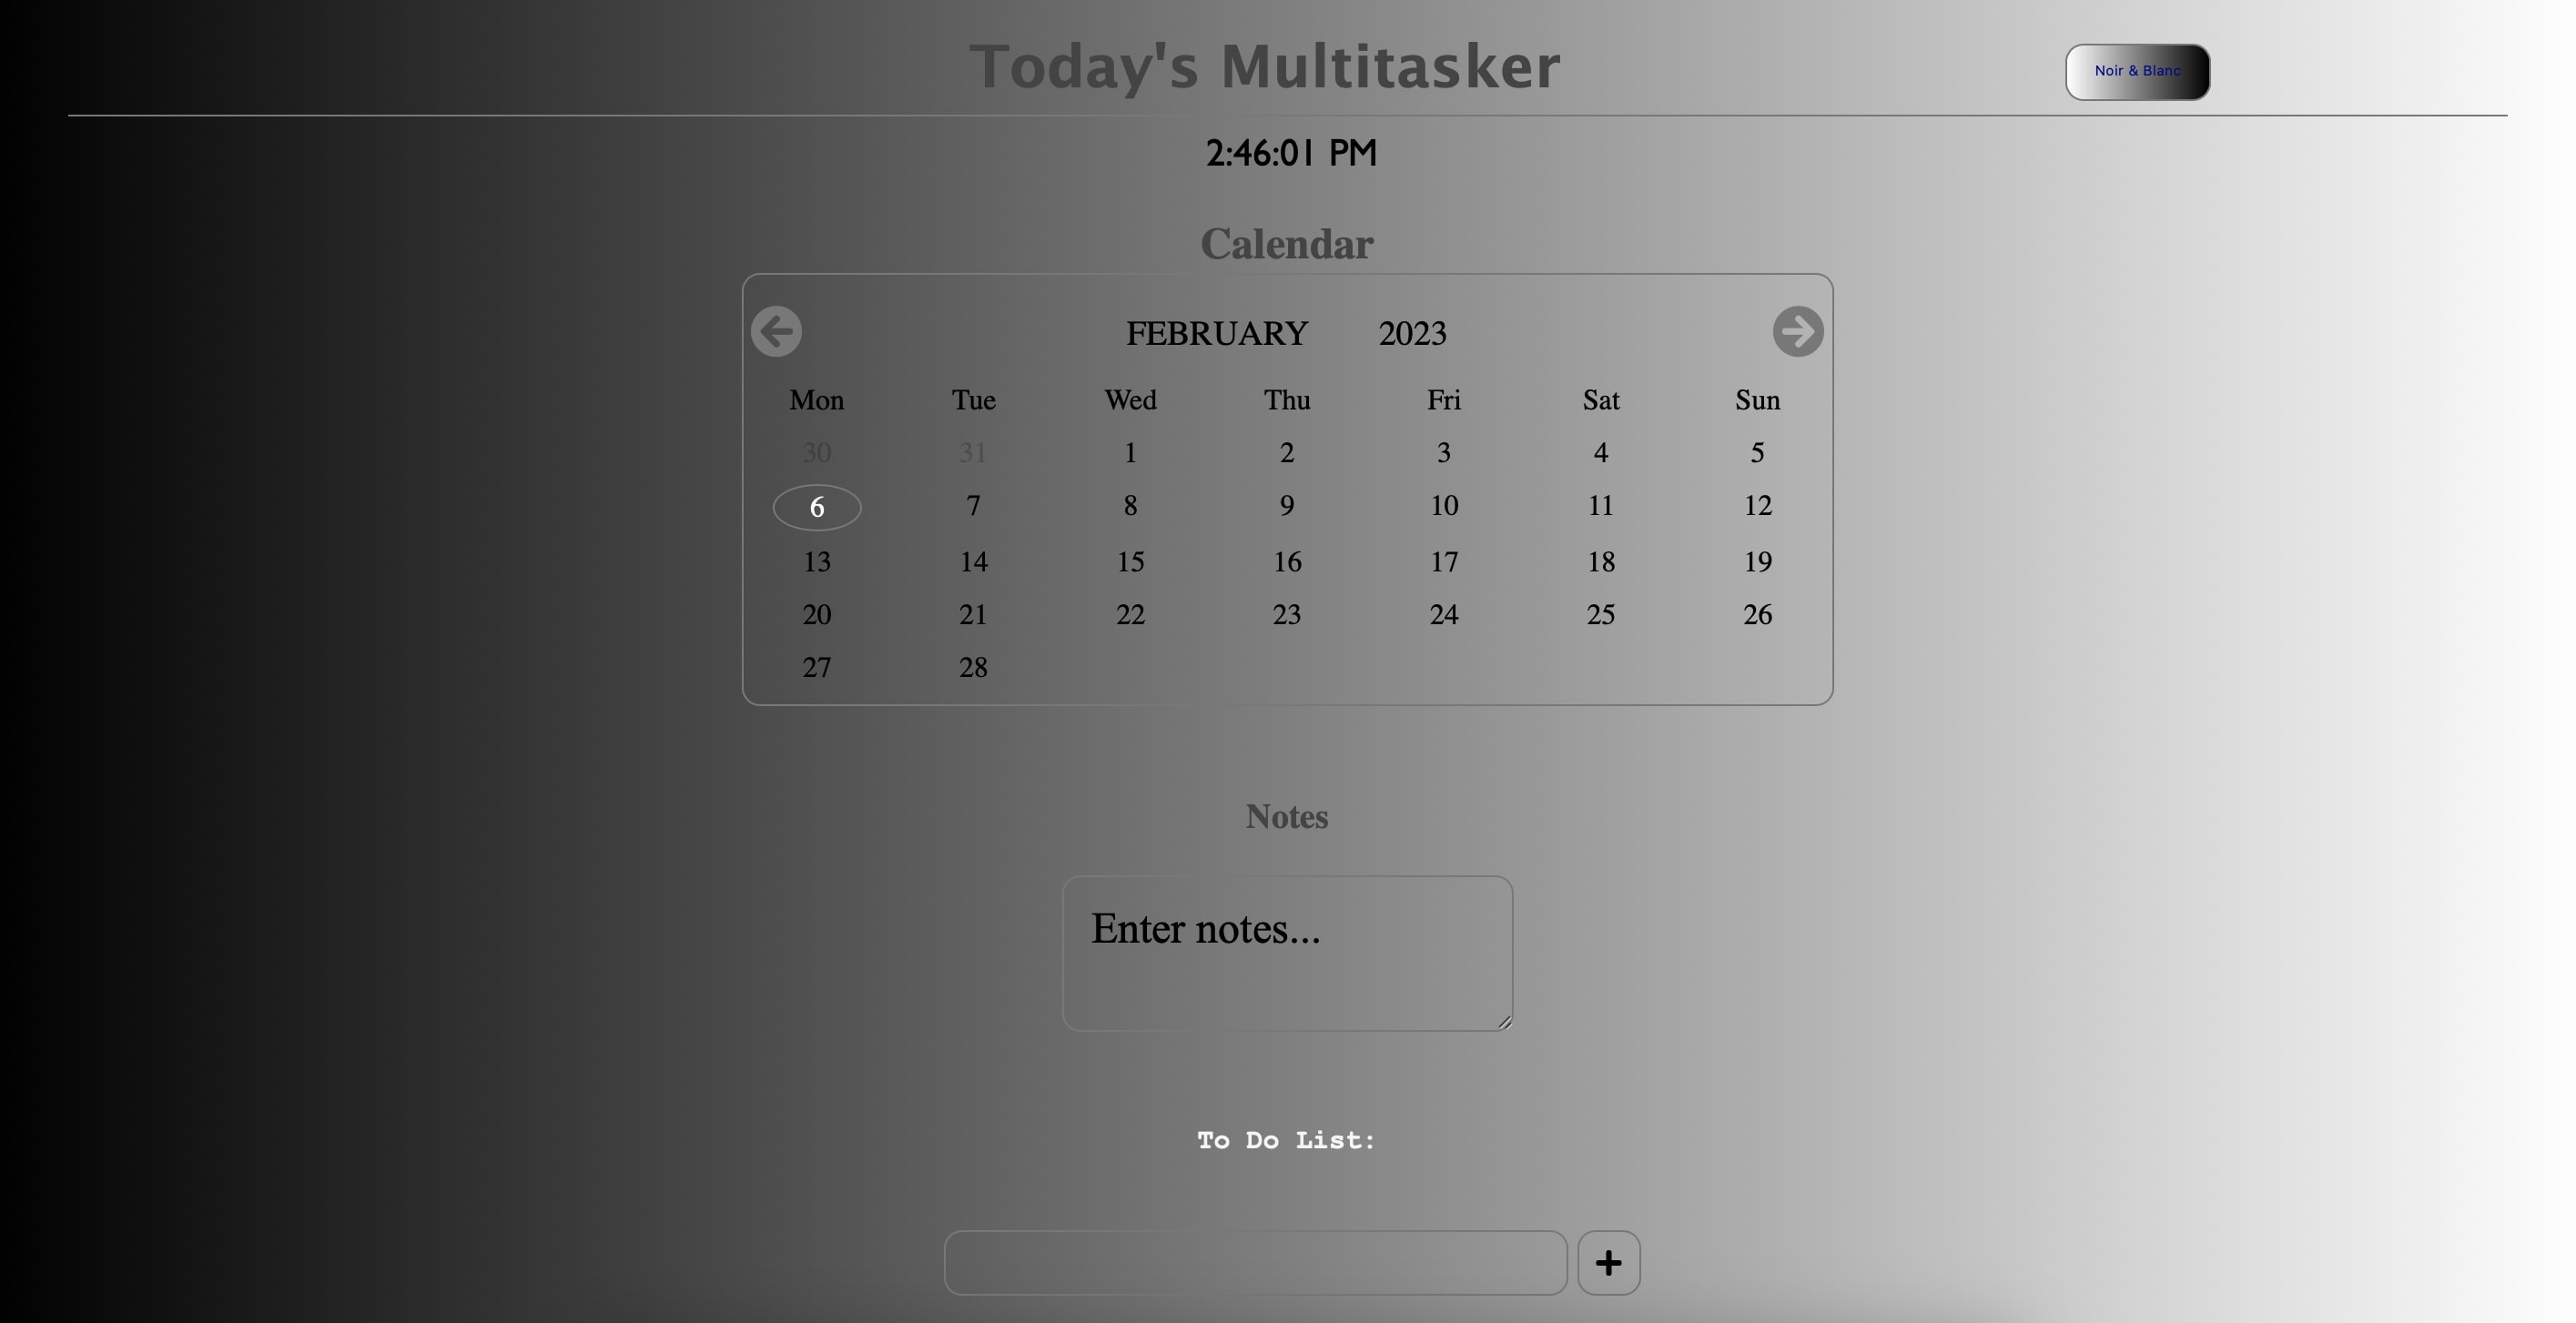 Today's Multitasker
Noir & Blanc
2:46:01 PM
Calendar
FEBRUARY 2023
Mon Tue Wed Thu Fri Sat Sun
30 31 1 2 3 4 5
6 7 8 9 10 11 12
13 14 15 16 17 18 19
20 21 22 23 24 25 26
27 28
Notes
Enter notes...
To Do List:
+